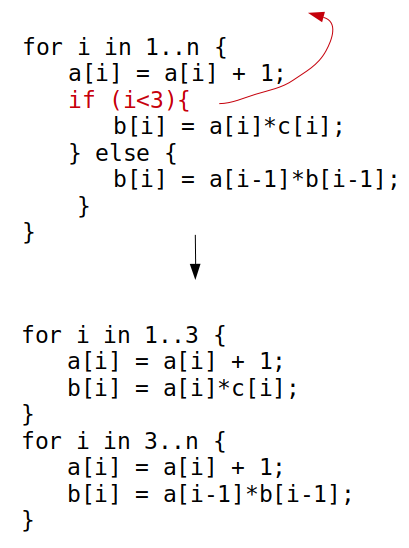 for i in 1..n {
a[i] = a[i] + 1;
if (i<3){
b[i] = a[i]*c[i];
} else {
b[i] = a[i-1]*b[i-1];
}
}
for i in 1..3 {
a[i] = a[i] + 1;
b[i] = a[i]*c[i];
}
for i in 3..n {
a[i] = a[i] + 1;
b[i] = a[i-1]*b[i-1];
}